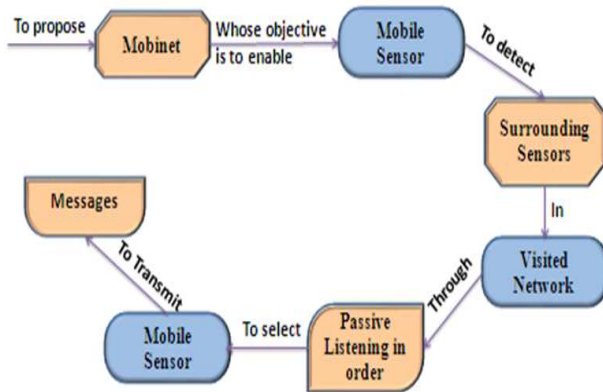 To propose
Mobinet
Whose objective
is to enable
Mobile
Sensor
To detect
Surrounding
Sensors
In
Visited
Network
Through
Passive
Listening in
order
To select
Mobile
Sensor
To Transmit
Messages